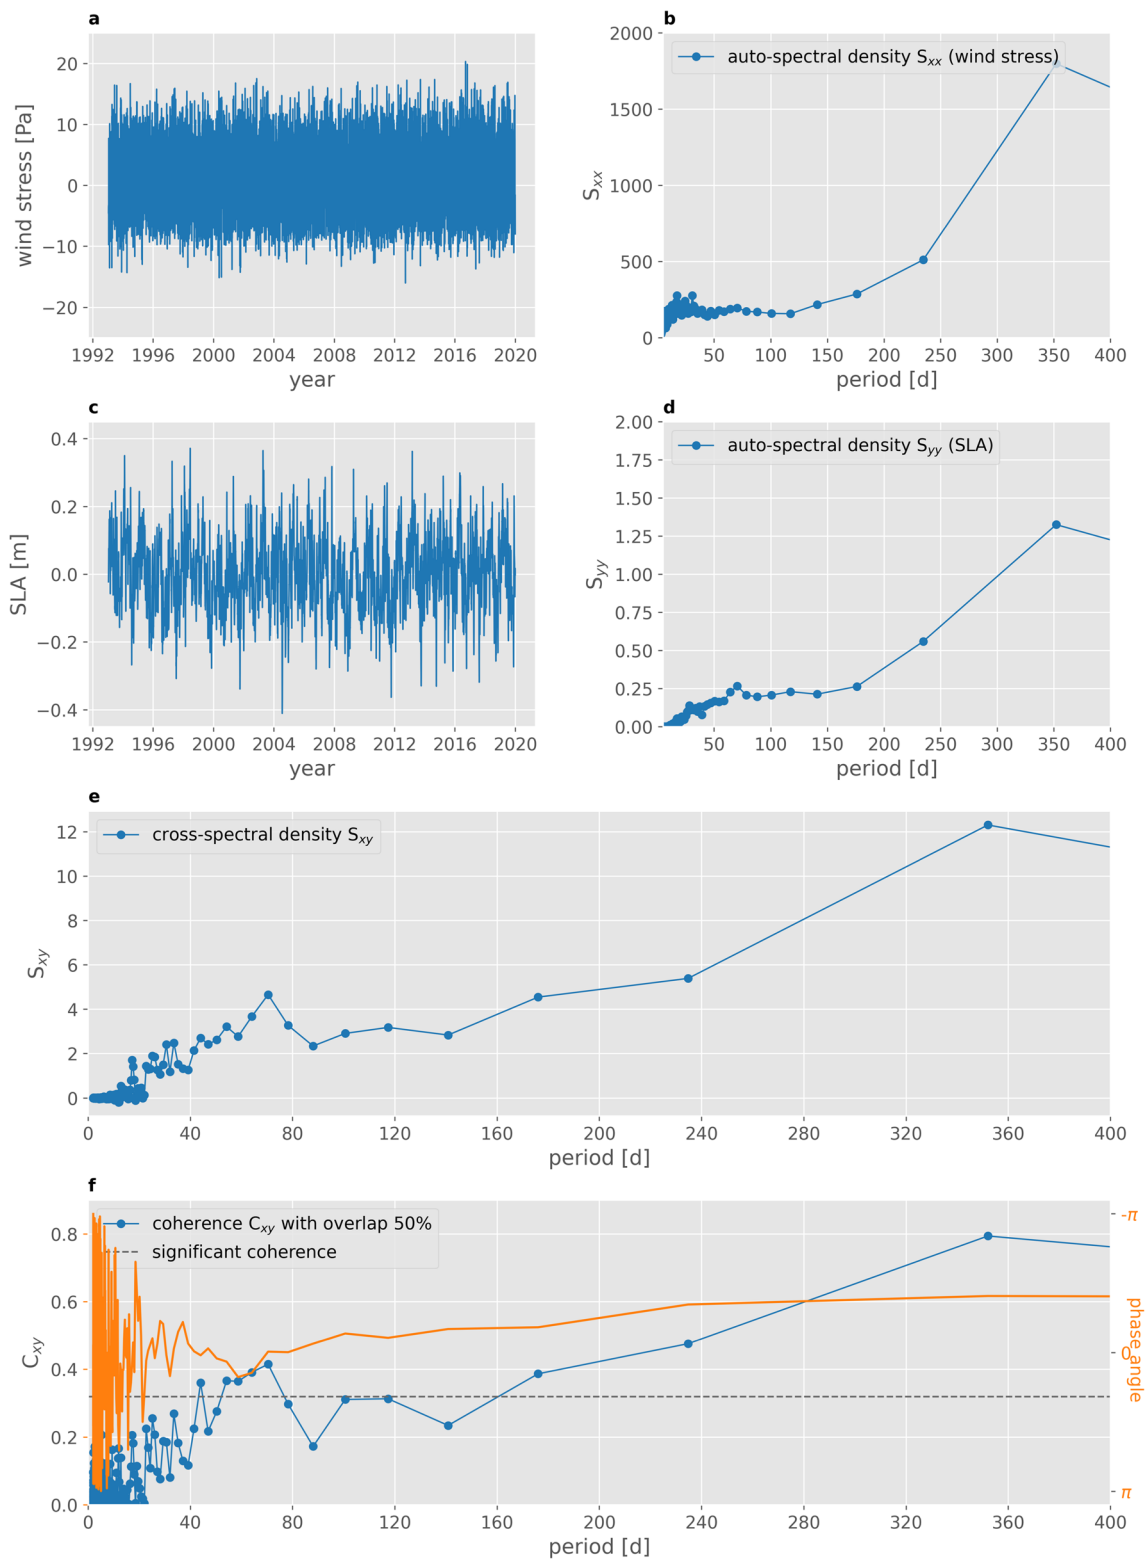 a
wind stress [Pa]
20
10
0
−10
−20
1992 1996 2000 2004 2008 2012 2016 2020
year
b
auto-spectral density Sxx (wind stress)
Sxx
2000
1500
1000
500
0
50 100 150 200 250 300 350 400
period [d]
c
SLA [m]
0.4
0.2
0.0
−0.2
−0.4
1992 1996 2000 2004 2008 2012 2016 2020
year
d
auto-spectral density Syy (SLA)
Syy
2.00
1.75
1.50
1.25
1.00
0.75
0.50
0.25
0.00
50 100 150 200 250 300 350 400
period [d]
e
cross-spectral density Sxy
Sxy
12
10
8
6
4
2
0
0 40 80 120 160 200 240 280 320 360 400
period [d]
f
coherence Cxy with overlap 50%
significant coherence
Cxy
0.8
0.6
0.4
0.2
0.0
0 40 80 120 160 200 240 280 320 360 400
period [d]
-π
0
π
phase angle